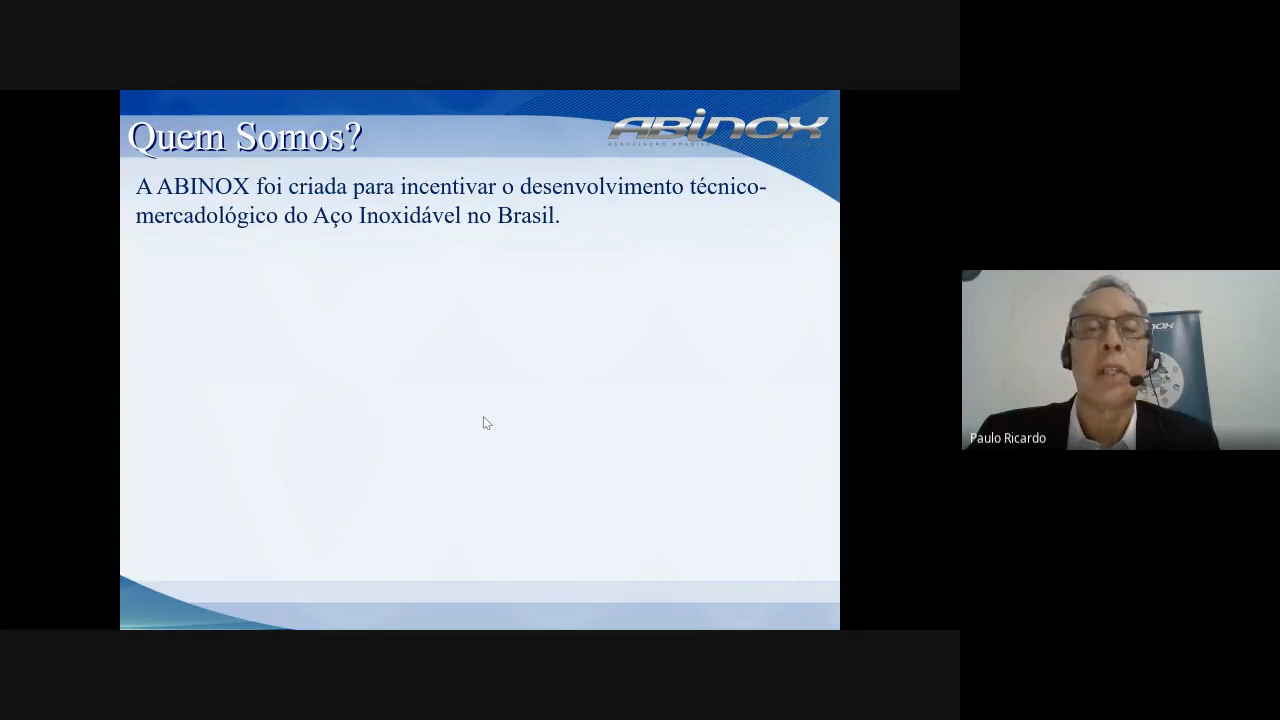 Quem Somos?
ABINOX
A ABINOX foi criada para incentivar o desenvolvimento técnico-
mercadológico do Aço Inoxidável no Brasil.
Paulo Ricardo